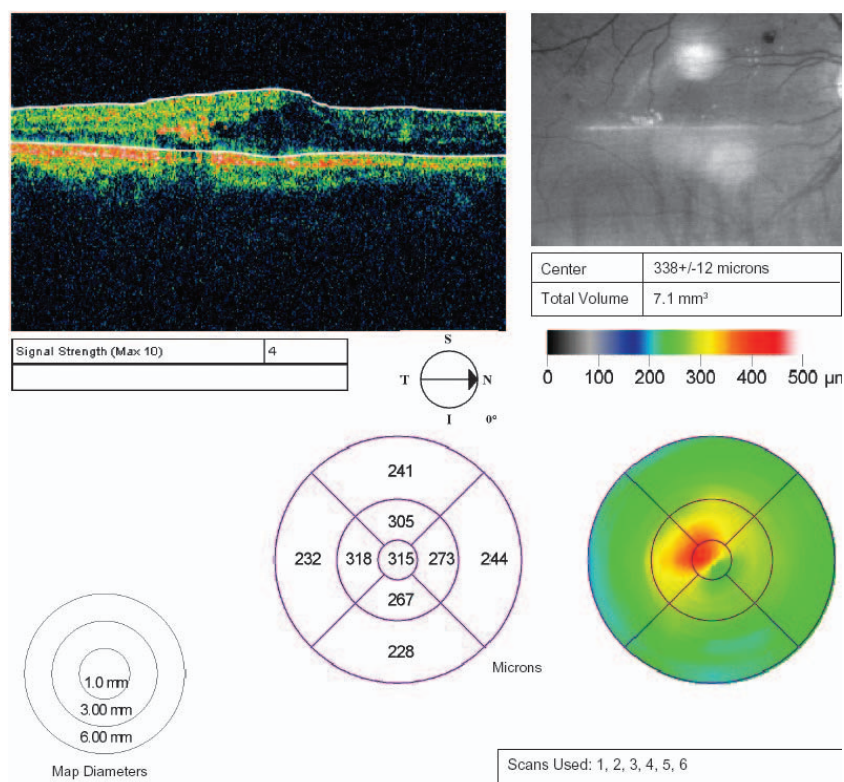 Center 338+/-12 microns
Total Volume 7.1 mm³
Signal Strength (Max 10) 4
0 100 200 300 400 500 µm
S
T N
I 0°
241
305
232 318 315 273 244
267
228
Microns
1.0 mm
3.00 mm
6.00 mm
Map Diameters
Scans Used: 1, 2, 3, 4, 5, 6